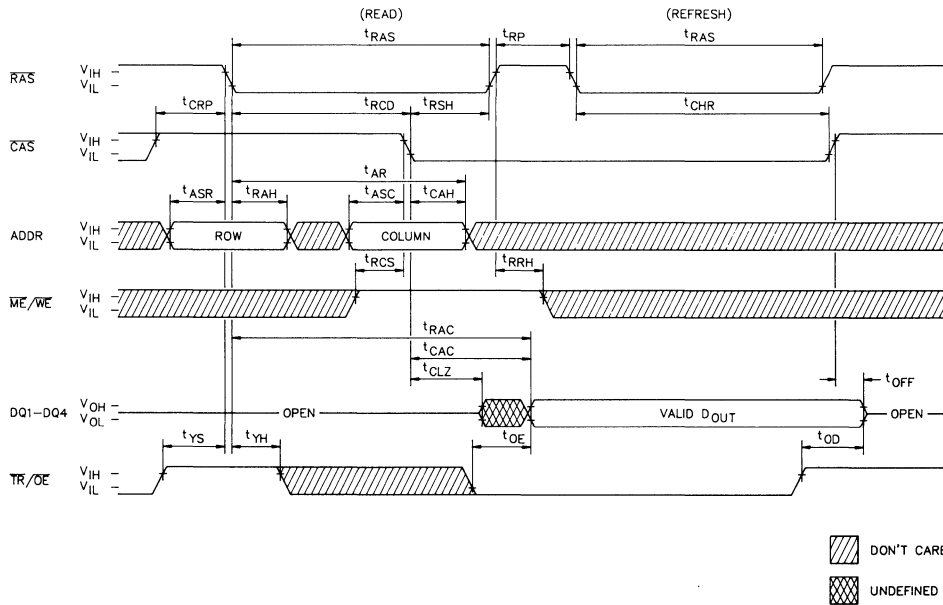 (READ) (REFRESH)
tRAS tRP tRAS
RAS VIH VIL
tCRP tRCD tRSH tCHR
CAS VIH VIL
tAR
tASR tRAH tASC tCAH
ADDR VIH VIL ROW COLUMN
tRCS tRRH
ME/WE VIH VIL
tRAC
tCAC
tCLZ tOFF
DQ1-DQ4 VOH VOL OPEN VALID DOUT OPEN
tYS tYH tOE tOD
TR/OE VIH VIL
DON'T CARE
UNDEFINED